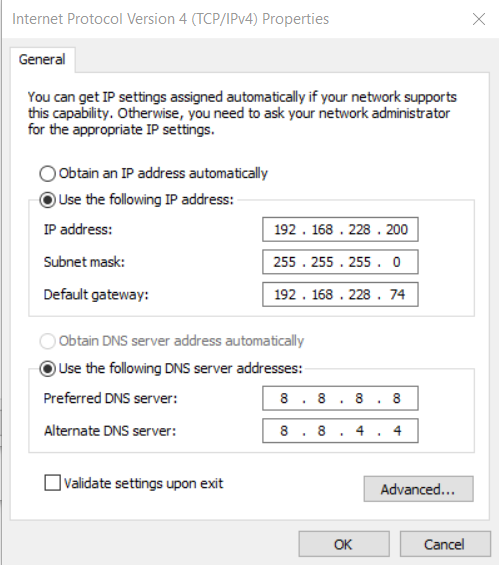 Internet Protocol Version 4 (TCP/IPv4) Properties
General
You can get IP settings assigned automatically if your network supports
this capability. Otherwise, you need to ask your network administrator
for the appropriate IP settings.
Obtain an IP address automatically
Use the following IP address:
IP address: 192 . 168 . 228 . 200
Subnet mask: 255 . 255 . 255 . 0
Default gateway: 192 . 168 . 228 . 74
Obtain DNS server address automatically
Use the following DNS server addresses:
Preferred DNS server: 8 . 8 . 8 . 8
Alternate DNS server: 8 . 8 . 4 . 4
Validate settings upon exit
Advanced...
OK Cancel